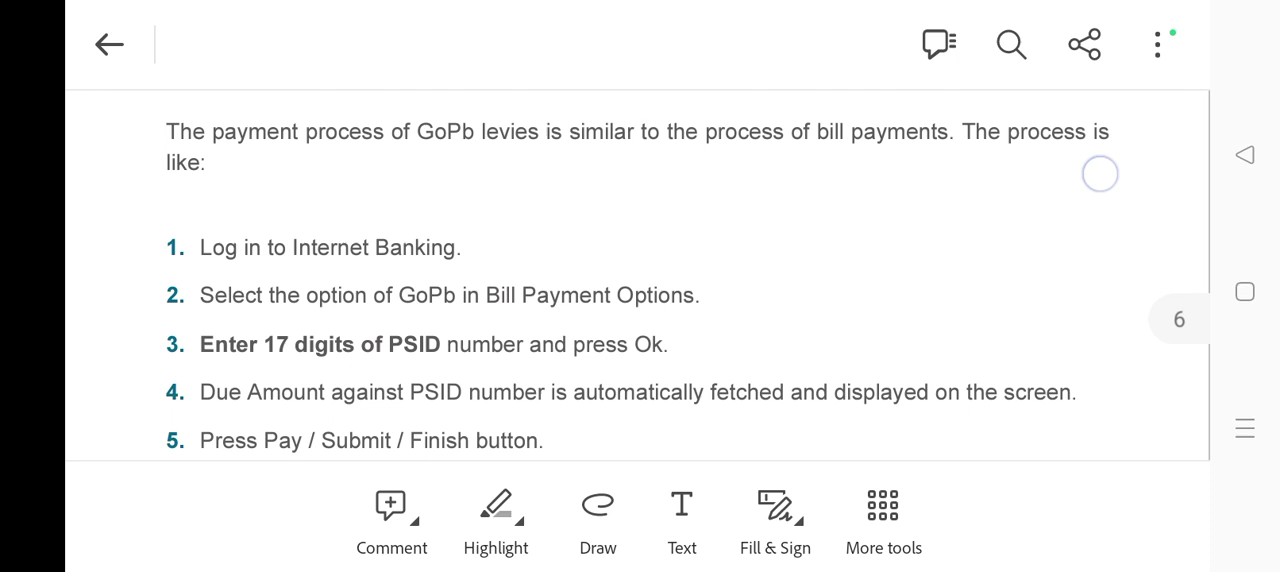 The payment process of GoPb levies is similar to the process of bill payments. The process is
like:
1. Log in to Internet Banking.
2. Select the option of GoPb in Bill Payment Options.
3. Enter 17 digits of PSID number and press Ok.
6
4. Due Amount against PSID number is automatically fetched and displayed on the screen.
5. Press Pay / Submit / Finish button.
Comment Highlight Draw Text Fill & Sign More tools